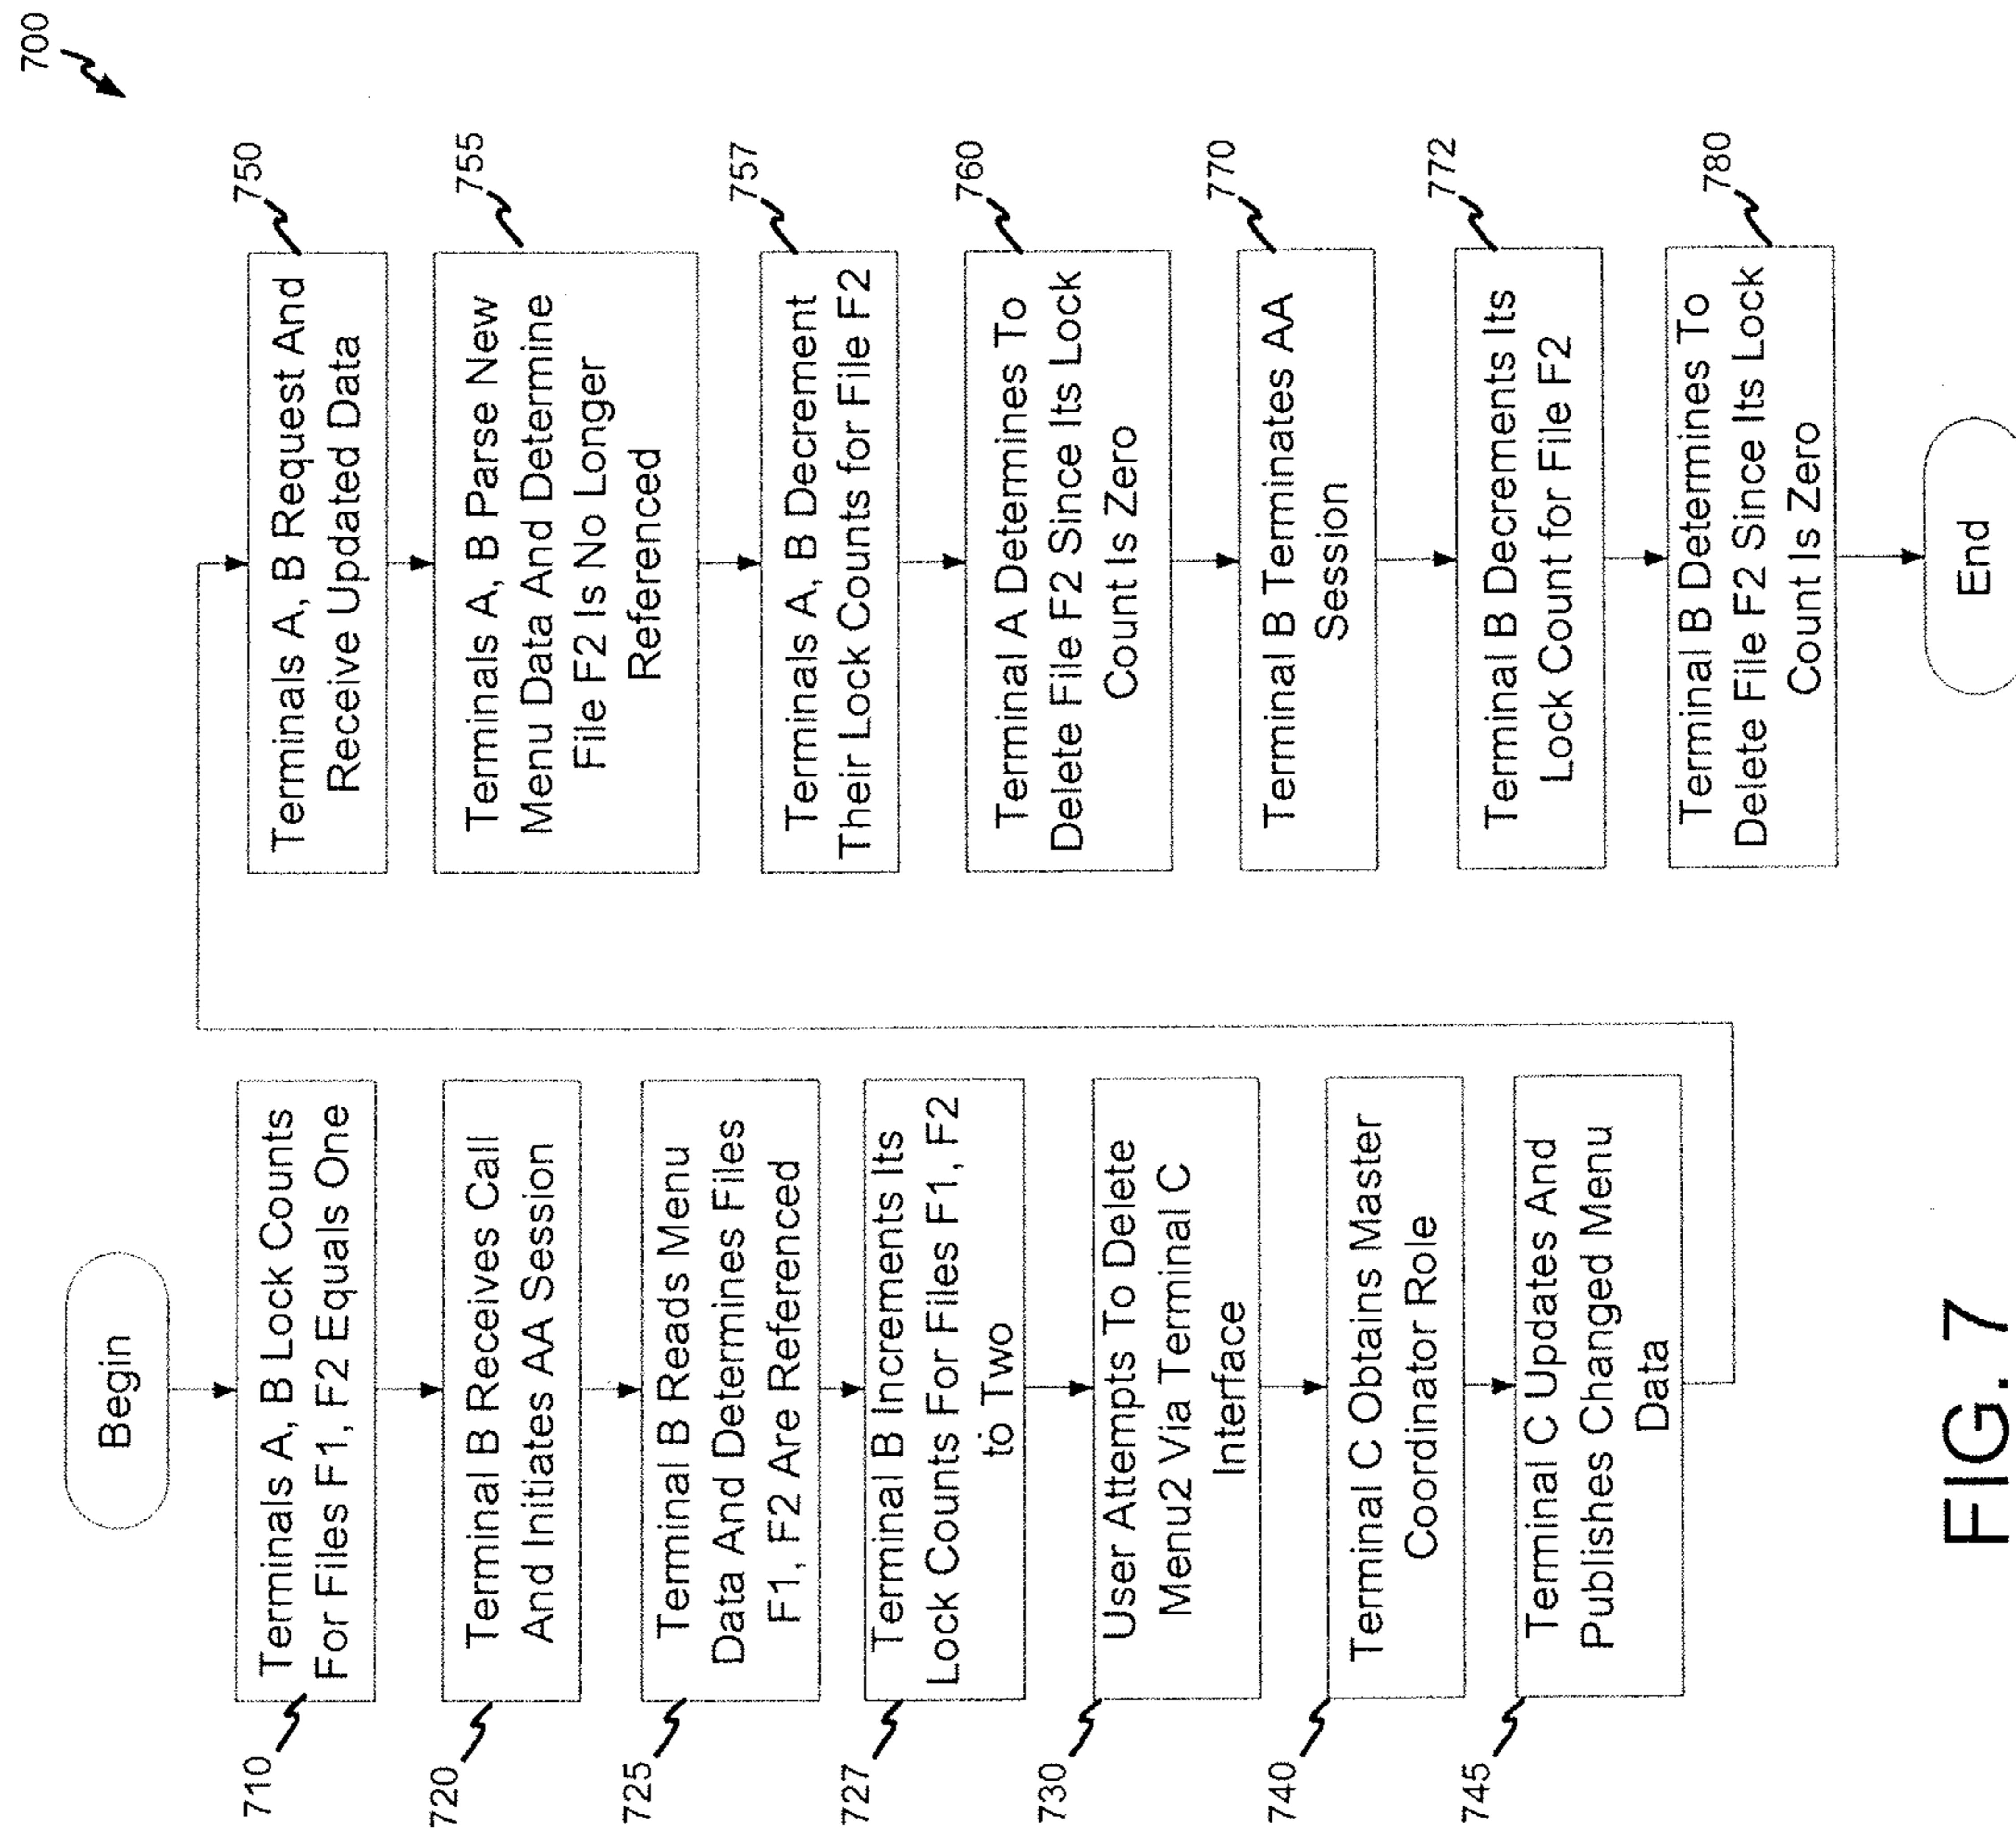 700
Begin
710
Terminals A, B Lock Counts
For Files F1, F2 Equals One
720
Terminal B Receives Call
And Initiates AA Session
725
Terminal B Reads Menu
Data And Determines Files
F1, F2 Are Referenced
727
Terminal B Increments Its
Lock Counts For Files F1, F2
to Two
730
User Attempts To Delete
Menu2 Via Terminal C
Interface
740
Terminal C Obtains Master
Coordinator Role
745
Terminal C Updates And
Publishes Changed Menu
Data
750
Terminals A, B Request And
Receive Updated Data
755
Terminals A, B Parse New
Menu Data And Determine
File F2 Is No Longer
Referenced
757
Terminals A, B Decrement
Their Lock Counts for File F2
760
Terminal A Determines To
Delete File F2 Since Its Lock
Count Is Zero
770
Terminal B Terminates AA
Session
772
Terminal B Decrements Its
Lock Count for File F2
780
Terminal B Determines To
Delete File F2 Since Its Lock
Count Is Zero
End
FIG. 7